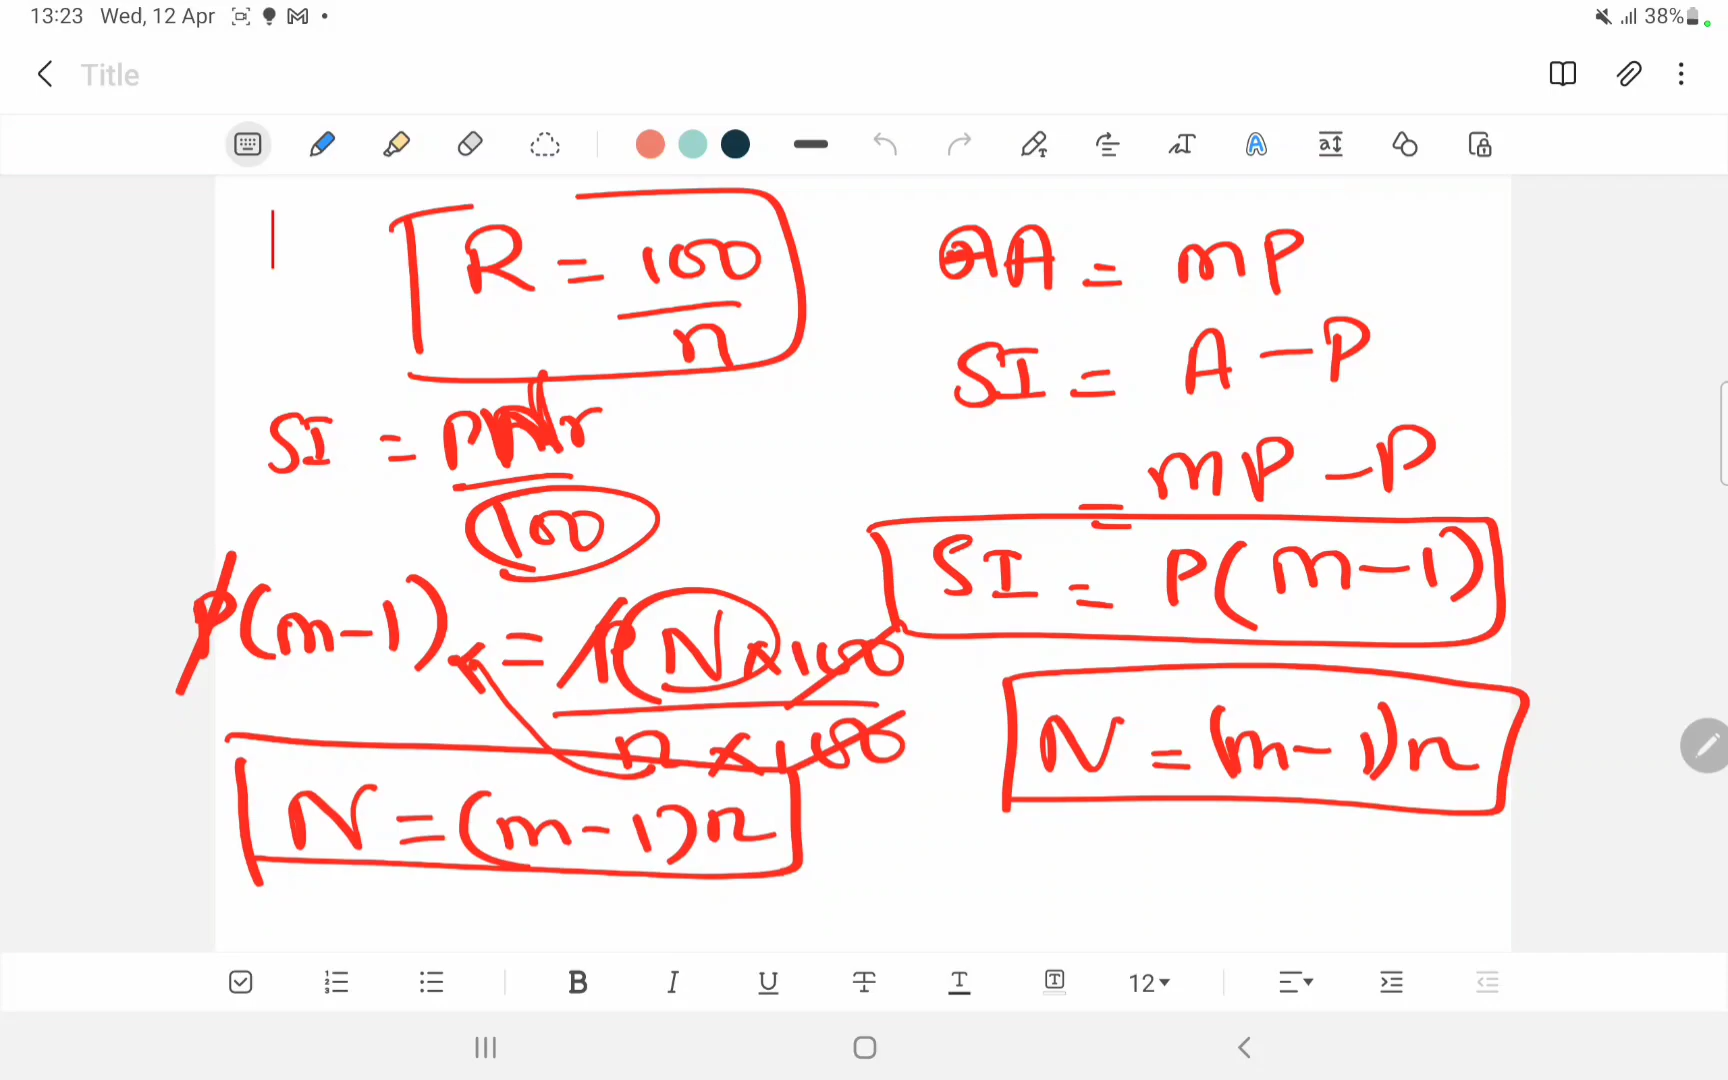 13:23 Wed, 12 Apr
38%
Title
R = 100
n
SI = PNr
100
P(m-1) = PN×100
n×100
N = (m-1)n
A = mP
SI = A-P
= mP-P
SI = P(m-1)
N = (m-1)n
B I U T T 12